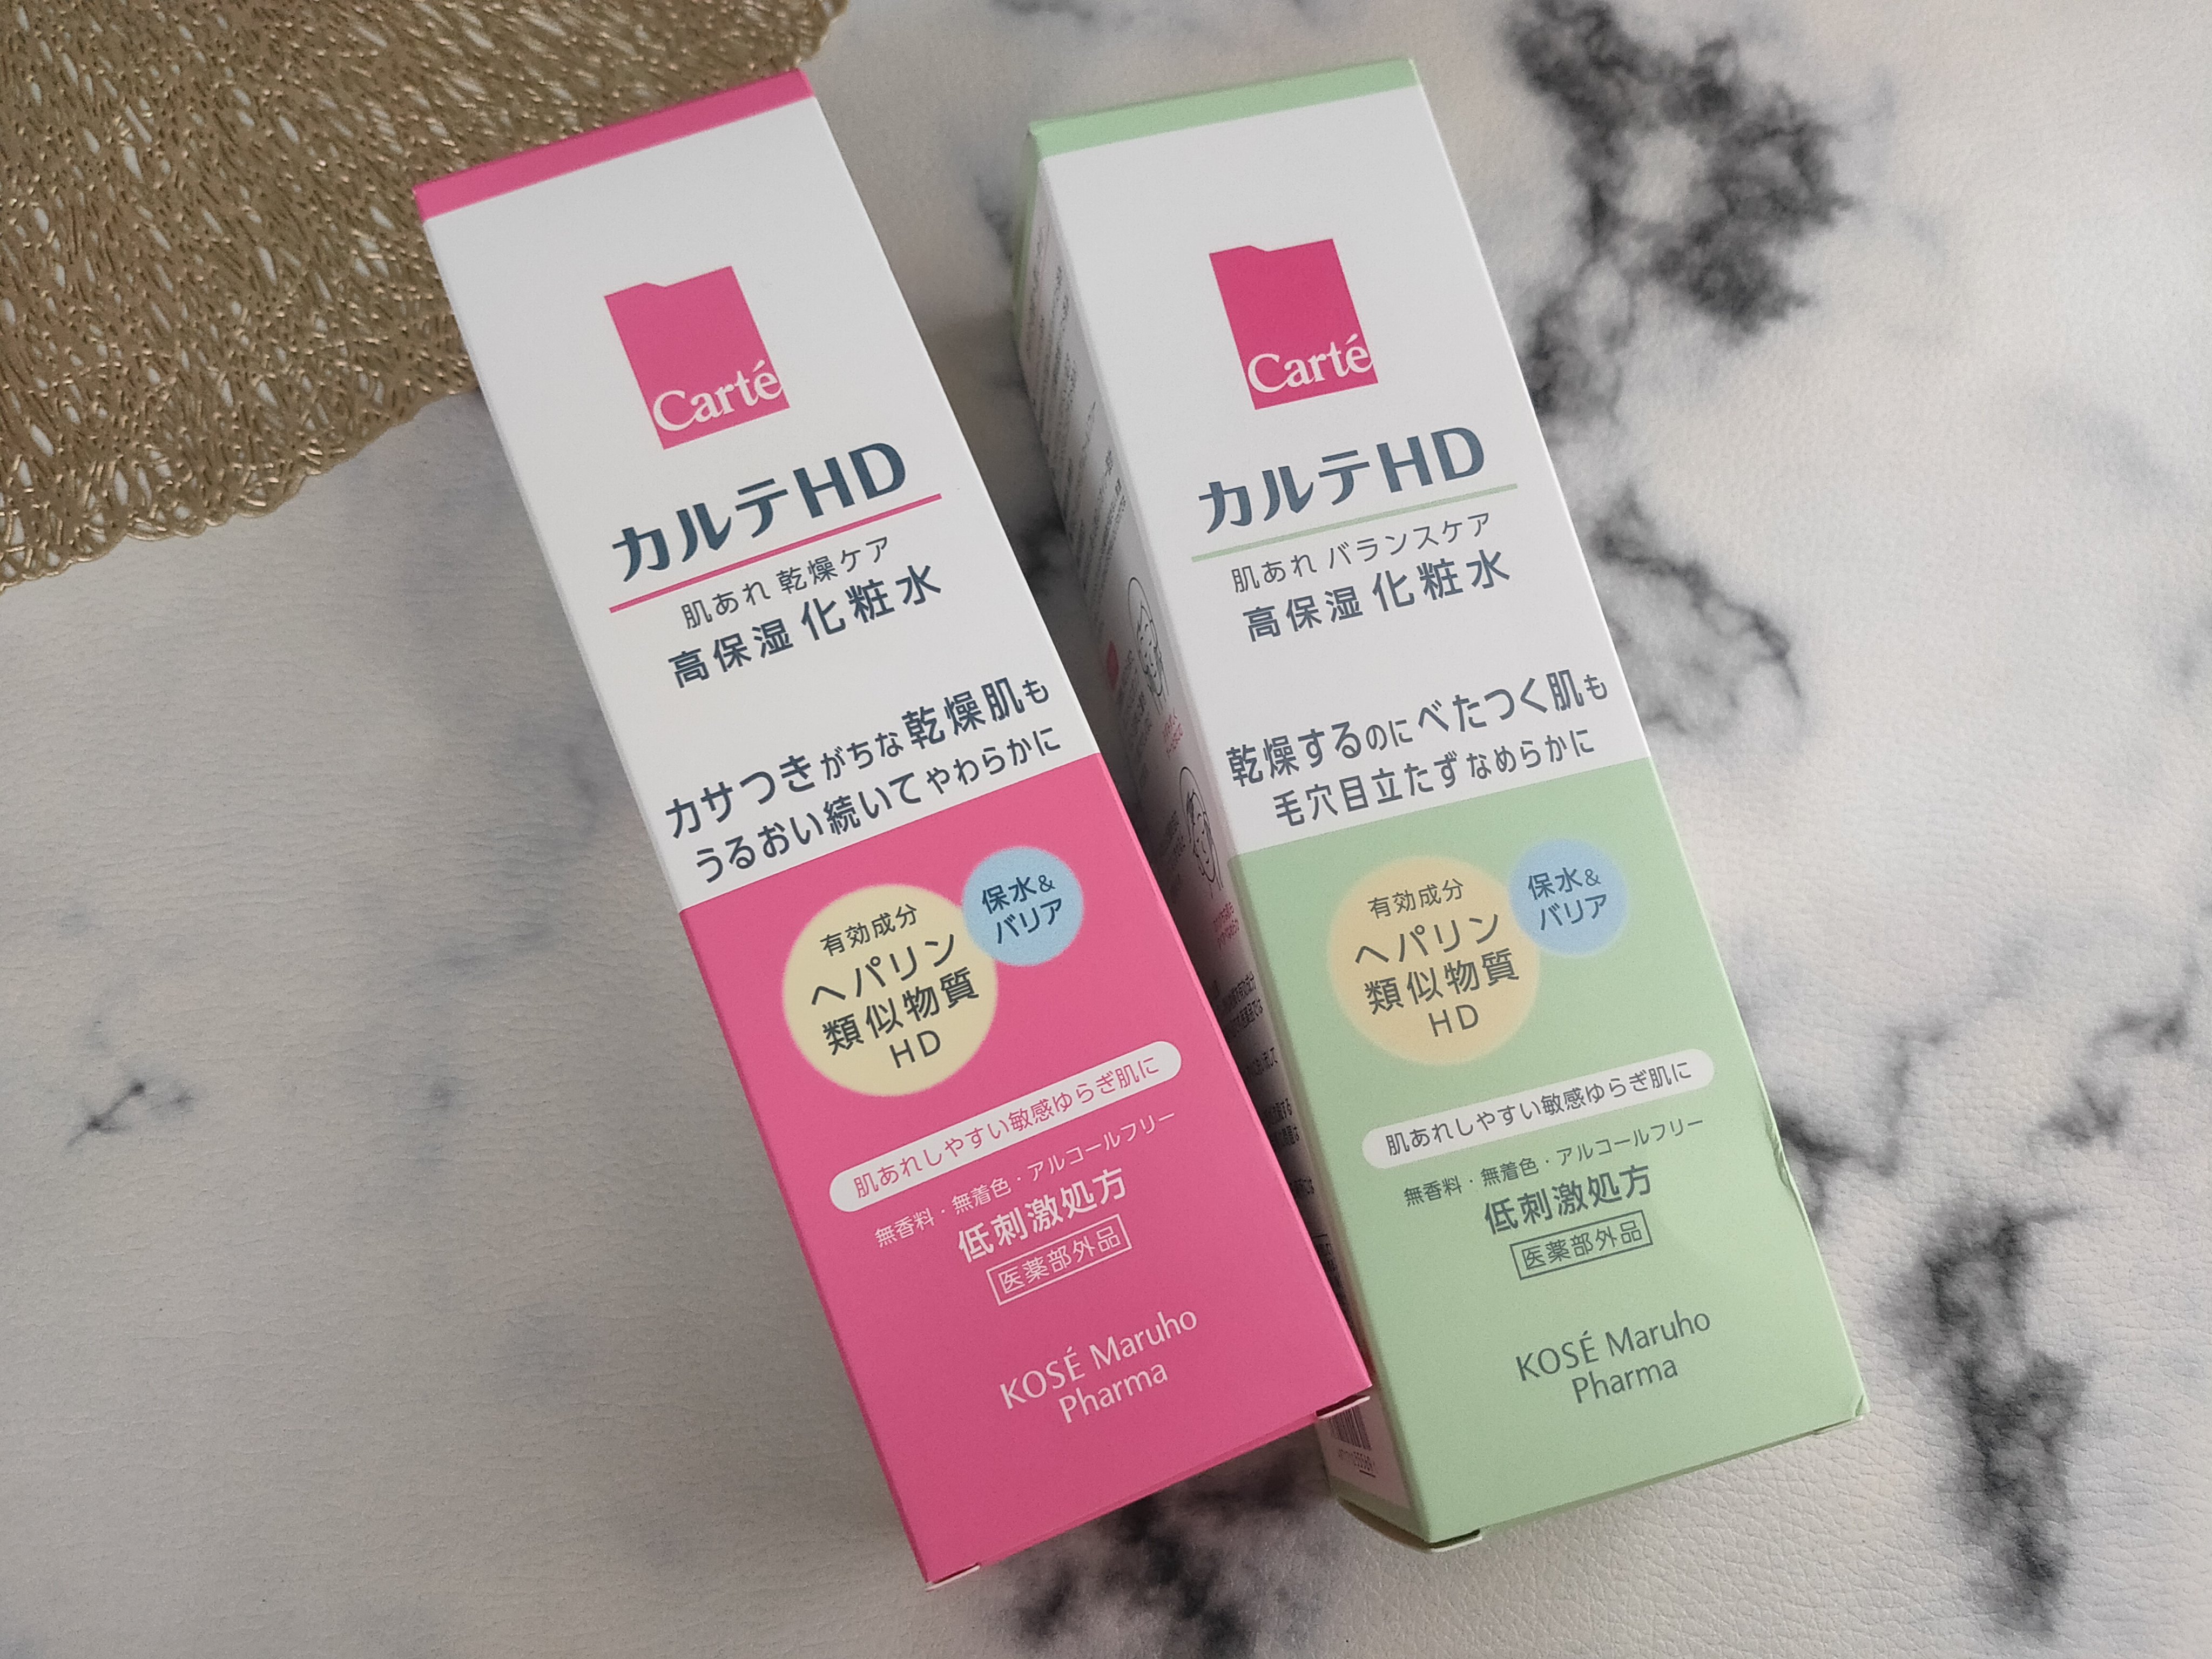 Carté
カルテHD
肌あれ 乾燥ケア
高保湿 化粧水
カサつきがちな乾燥肌も
うるおい続いてやわらかに
有効成分
ヘパリン
類似物質
HD
保水&
バリア
肌あれしやすい敏感ゆらぎ肌に
無香料・無着色・アルコールフリー
低刺激処方
医薬部外品
KOSÉ Maruho
Pharma
Carté
カルテHD
肌あれ バランスケア
高保湿 化粧水
乾燥するのにべたつく肌も
毛穴目立たずなめらかに
有効成分
ヘパリン
類似物質
HD
保水&
バリア
肌あれしやすい敏感ゆらぎ肌に
無香料・無着色・アルコールフリー
低刺激処方
医薬部外品
KOSÉ Maruho
Pharma